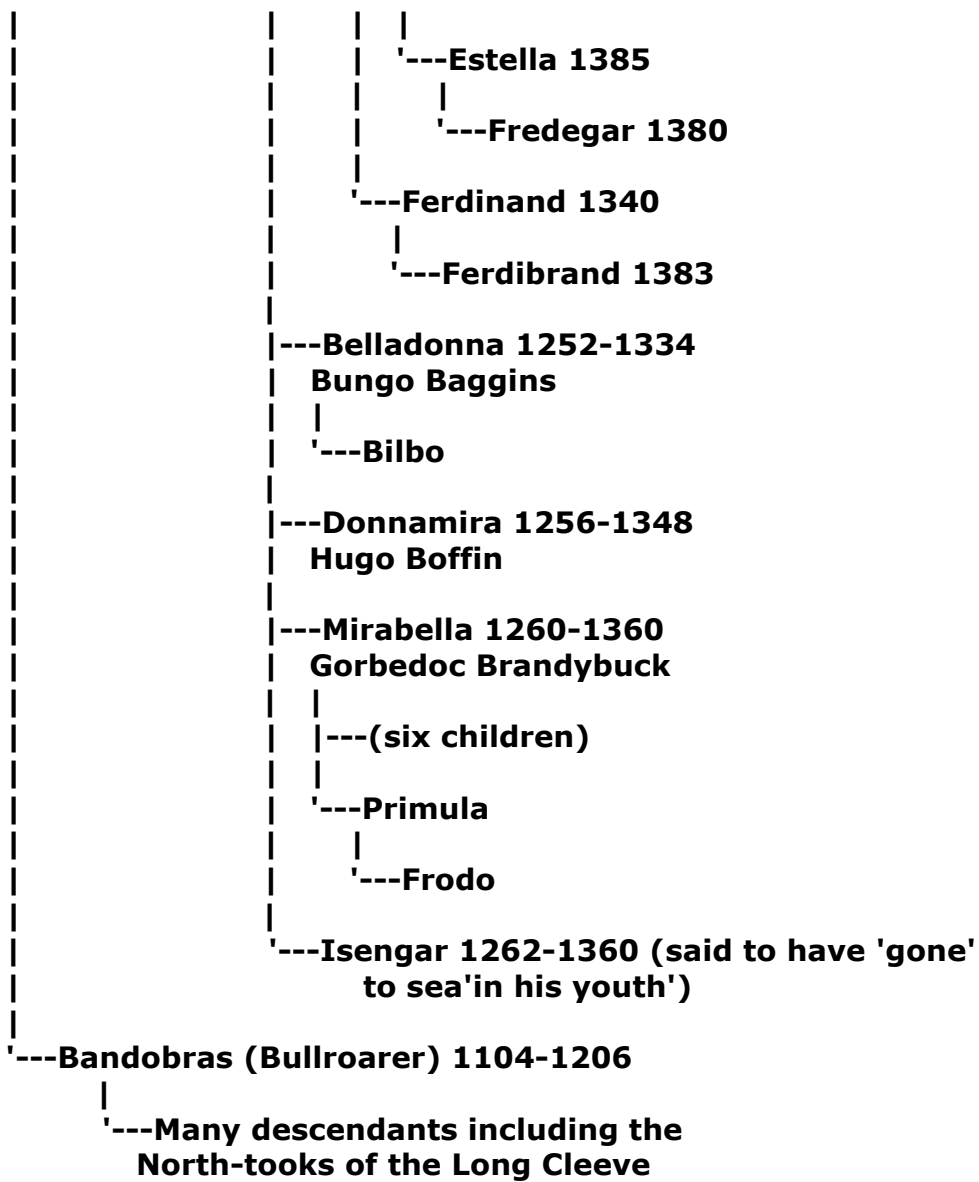 '---Estella 1385
'---Fredegar 1380
'---Ferdinand 1340
'---Ferdibrand 1383
|---Belladonna 1252-1334
Bungo Baggins
'---Bilbo
|---Donnamira 1256-1348
Hugo Boffin
|---Mirabella 1260-1360
Gorbedoc Brandybuck
|---(six children)
'---Primula
'---Frodo
'---Isengar 1262-1360 (said to have 'gone'
to sea'in his youth')
'---Bandobras (Bullroarer) 1104-1206
'---Many descendants including the
North-tooks of the Long Cleeve